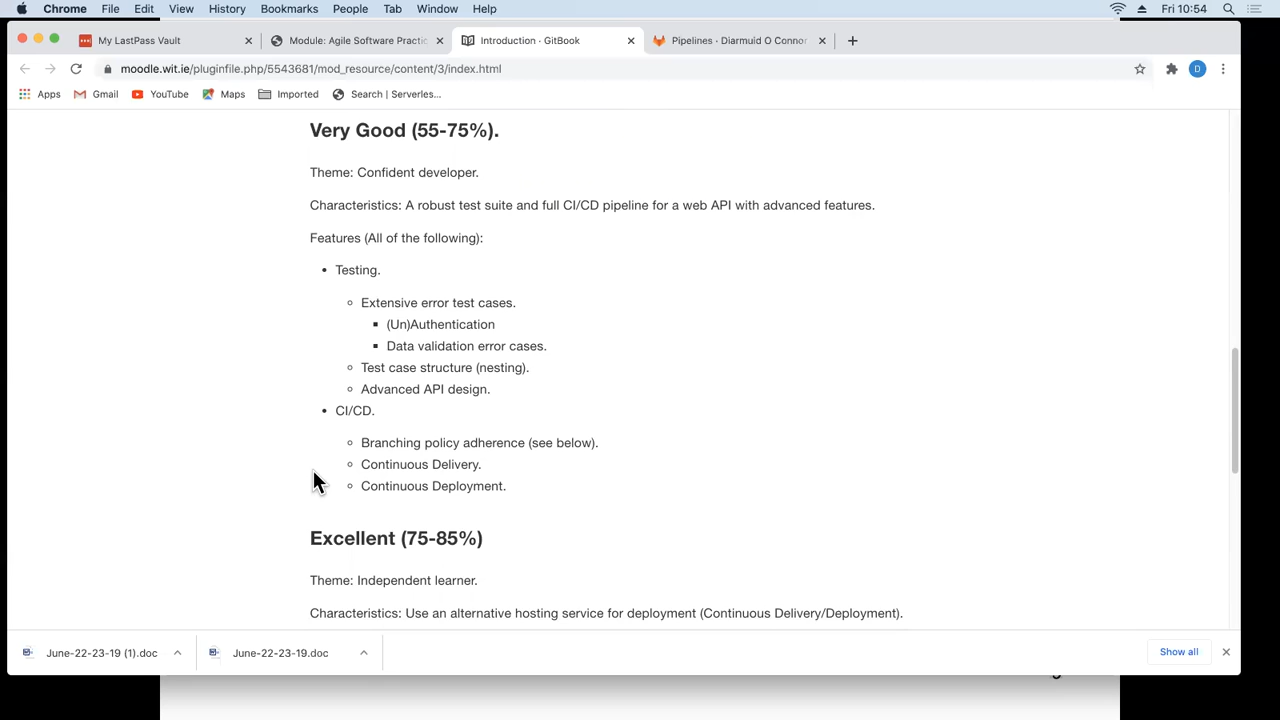 Chrome File Edit View History Bookmarks People Tab Window Help Fri 10:54
My LastPass Vault Module: Agile Software Practic Introduction · GitBook Pipelines · Diarmuid O Connor
moodle.wit.ie/pluginfile.php/5543681/mod_resource/content/3/index.html D
Apps Gmail YouTube Maps Imported Search | Serverles...
Very Good (55-75%).
Theme: Confident developer.
Characteristics: A robust test suite and full CI/CD pipeline for a web API with advanced features.
Features (All of the following):
Testing.
Extensive error test cases.
(Un)Authentication
Data validation error cases.
Test case structure (nesting).
Advanced API design.
CI/CD.
Branching policy adherence (see below).
Continuous Delivery.
Continuous Deployment.
Excellent (75-85%)
Theme: Independent learner.
Characteristics: Use an alternative hosting service for deployment (Continuous Delivery/Deployment).
June-22-23-19 (1).doc June-22-23-19.doc Show all